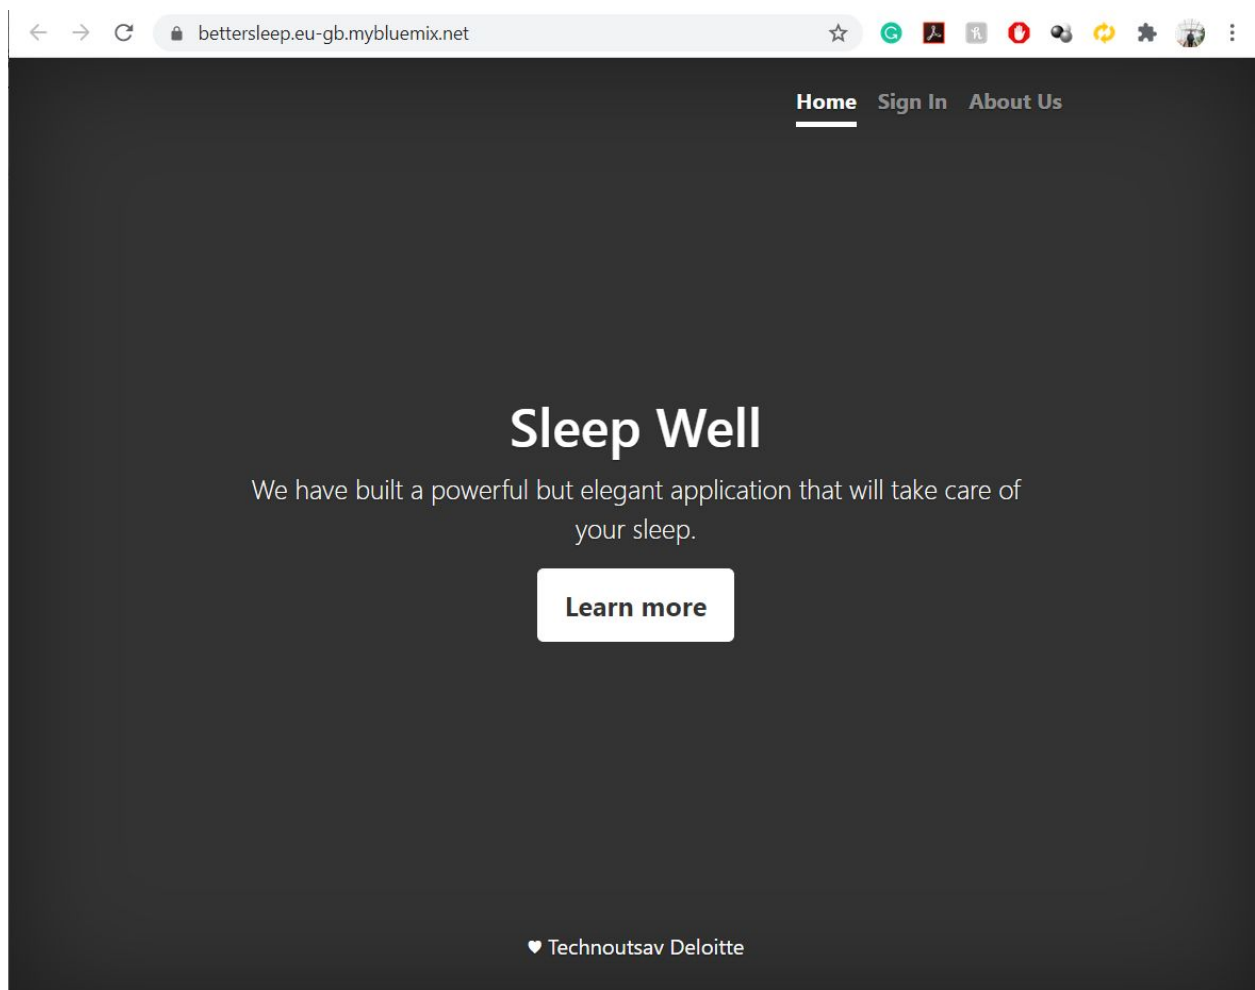 bettersleep.eu-gb.mybluemix.net
Home Sign In About Us
Sleep Well
We have built a powerful but elegant application that will take care of
your sleep.
Learn more
♥ Technoutsav Deloitte